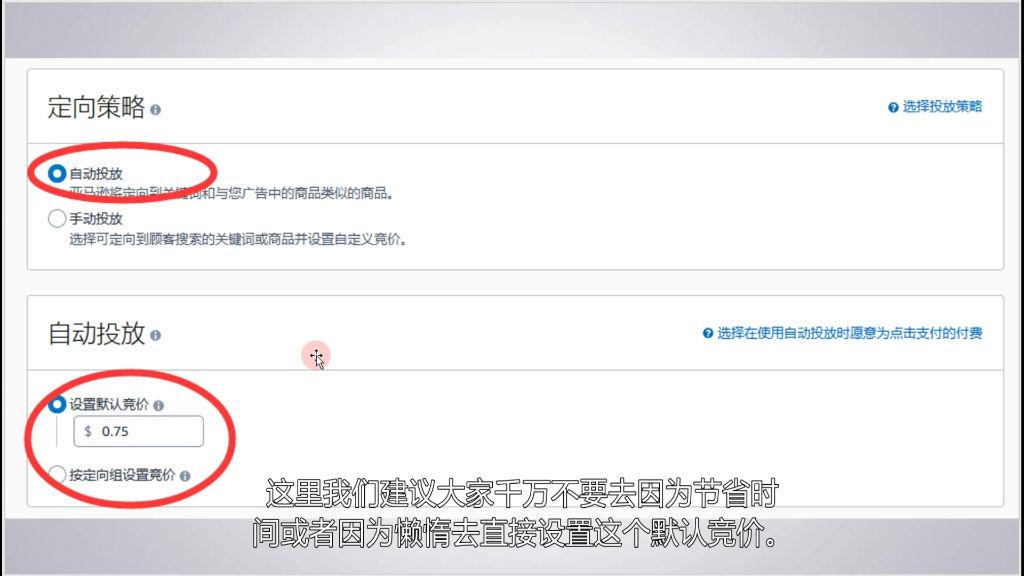 定向策略
选择投放策略
自动投放
亚马逊将定向到关键词和与您广告中的商品类似的商品。
手动投放
选择可定向到顾客搜索的关键词或商品并设置自定义竞价。
自动投放
选择在使用自动投放时愿意为点击支付的付费
设置默认竞价
$ 0.75
按定向组设置竞价
这里我们建议大家千万不要去因为节省时
间或者因为懒惰去直接设置这个默认竞价。